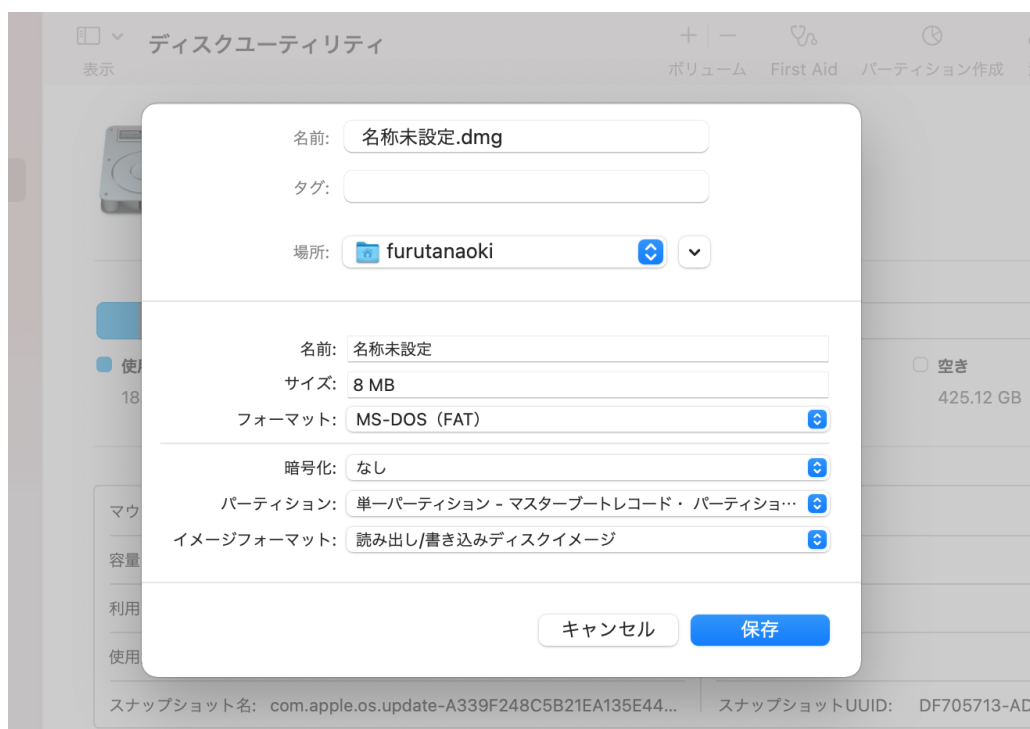 ディスクユーティリティ
表示
ボリューム First Aid パーティション作成
名前: 名称未設定.dmg
タグ:
場所: furutanaoki
名前: 名称未設定
サイズ: 8 MB
フォーマット: MS-DOS（FAT）
暗号化: なし
パーティション: 単一パーティション - マスターブートレコード・ パーティショ…
イメージフォーマット: 読み出し/書き込みディスクイメージ
キャンセル 保存
使用
18.
空き
425.12 GB
マウ
容量
利用
使用
スナップショット名: com.apple.os.update-A339F248C5B21EA135E44...
スナップショットUUID: DF705713-AD